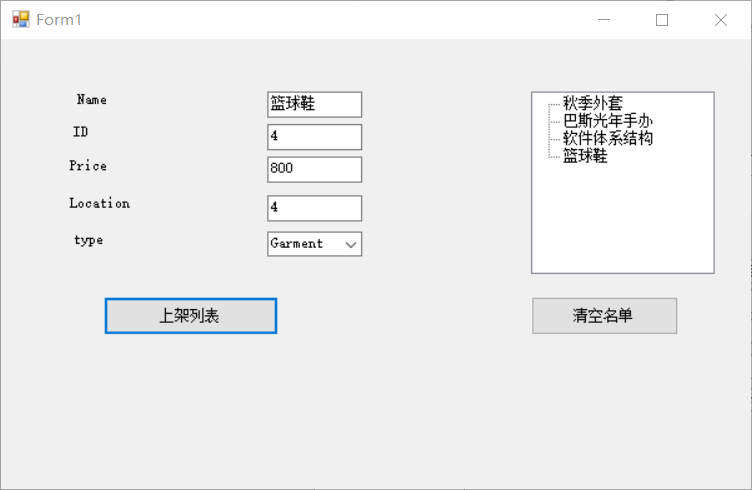 Form1
Name
篮球鞋
ID
4
Price
800
Location
4
type
Garment
上架列表
秋季外套
巴斯光年手办
软件体系结构
篮球鞋
清空名单